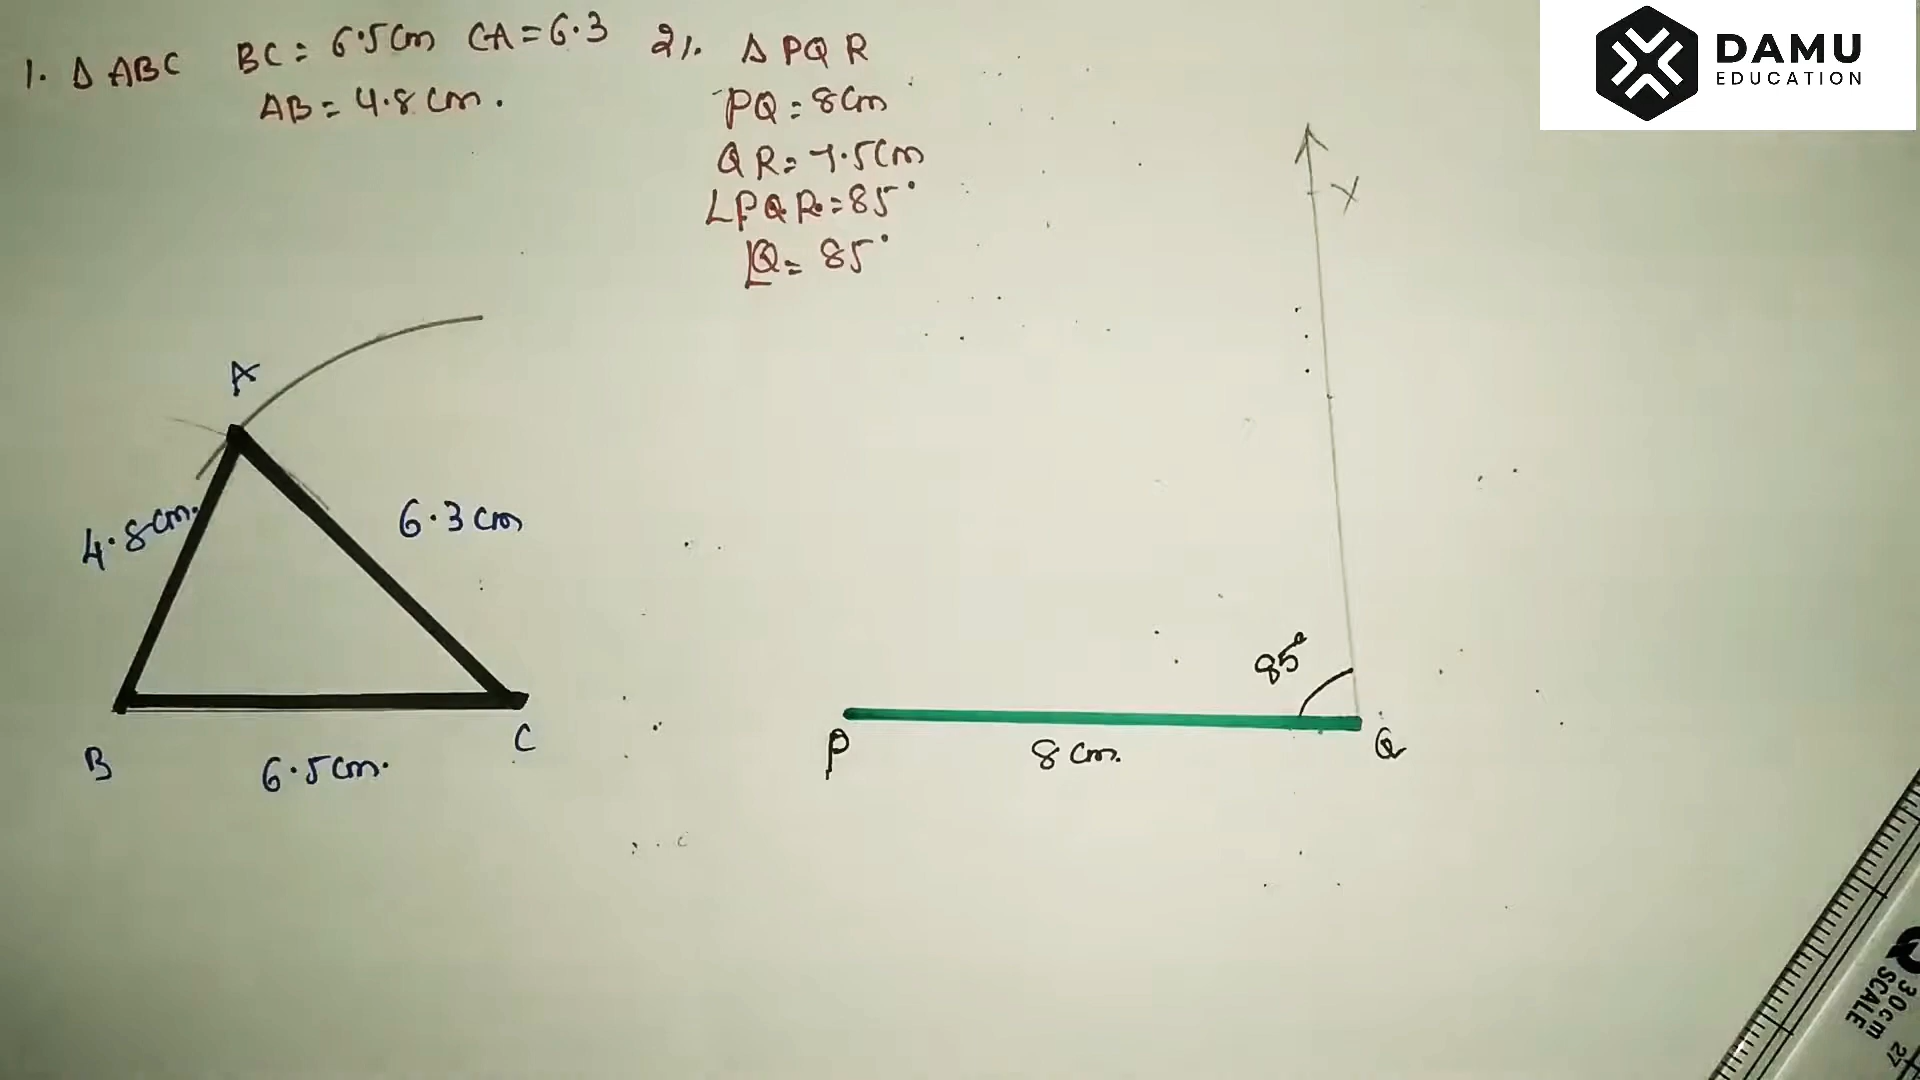 1. Δ ABC BC = 6.5cm CA = 6.3
AB = 4.8 cm.
2). Δ PQR
PQ = 8cm
QR = 7.5cm
∠PQR = 85°
∠Q = 85°
A
4.8cm.
6.3 cm
B
C
6.5cm.
Y
85°
P
Q
8 cm.
DAMU
EDUCATION
30cm
SCALE
27